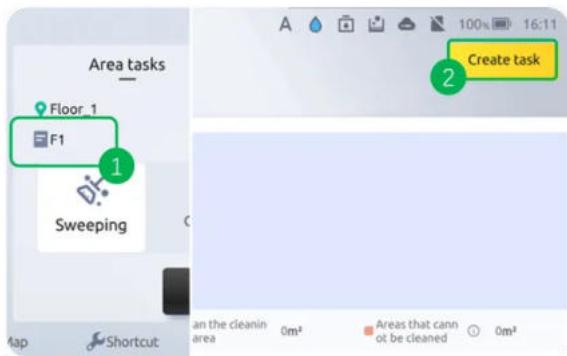 A 100% 16:11
Area tasks
Create task
2
Floor_1
F1
1
Sweeping
an the cleanin
area
0m²
Areas that cann
ot be cleaned
0m²
Map
Shortcut